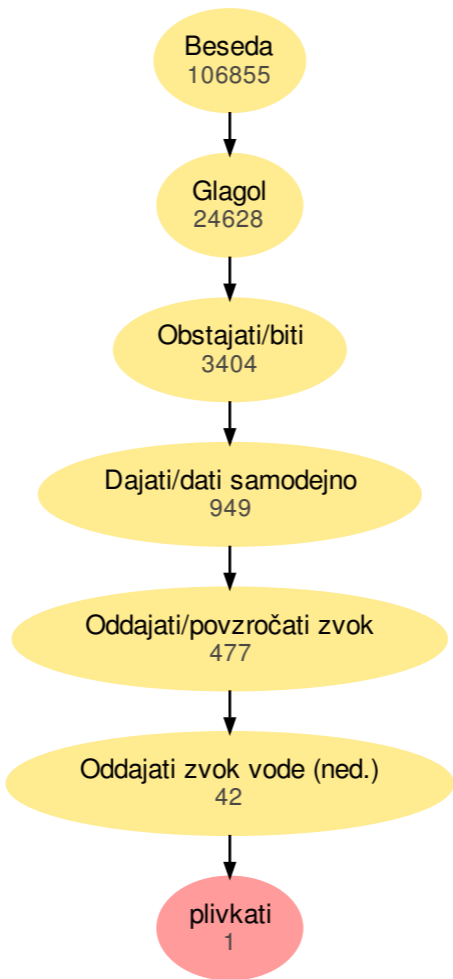 Beseda
106855
Glagol
24628
Obstajati/biti
3404
Dajati/dati samodejno
949
Oddajati/povzročati zvok
477
Oddajati zvok vode (ned.)
42
plivkati
1